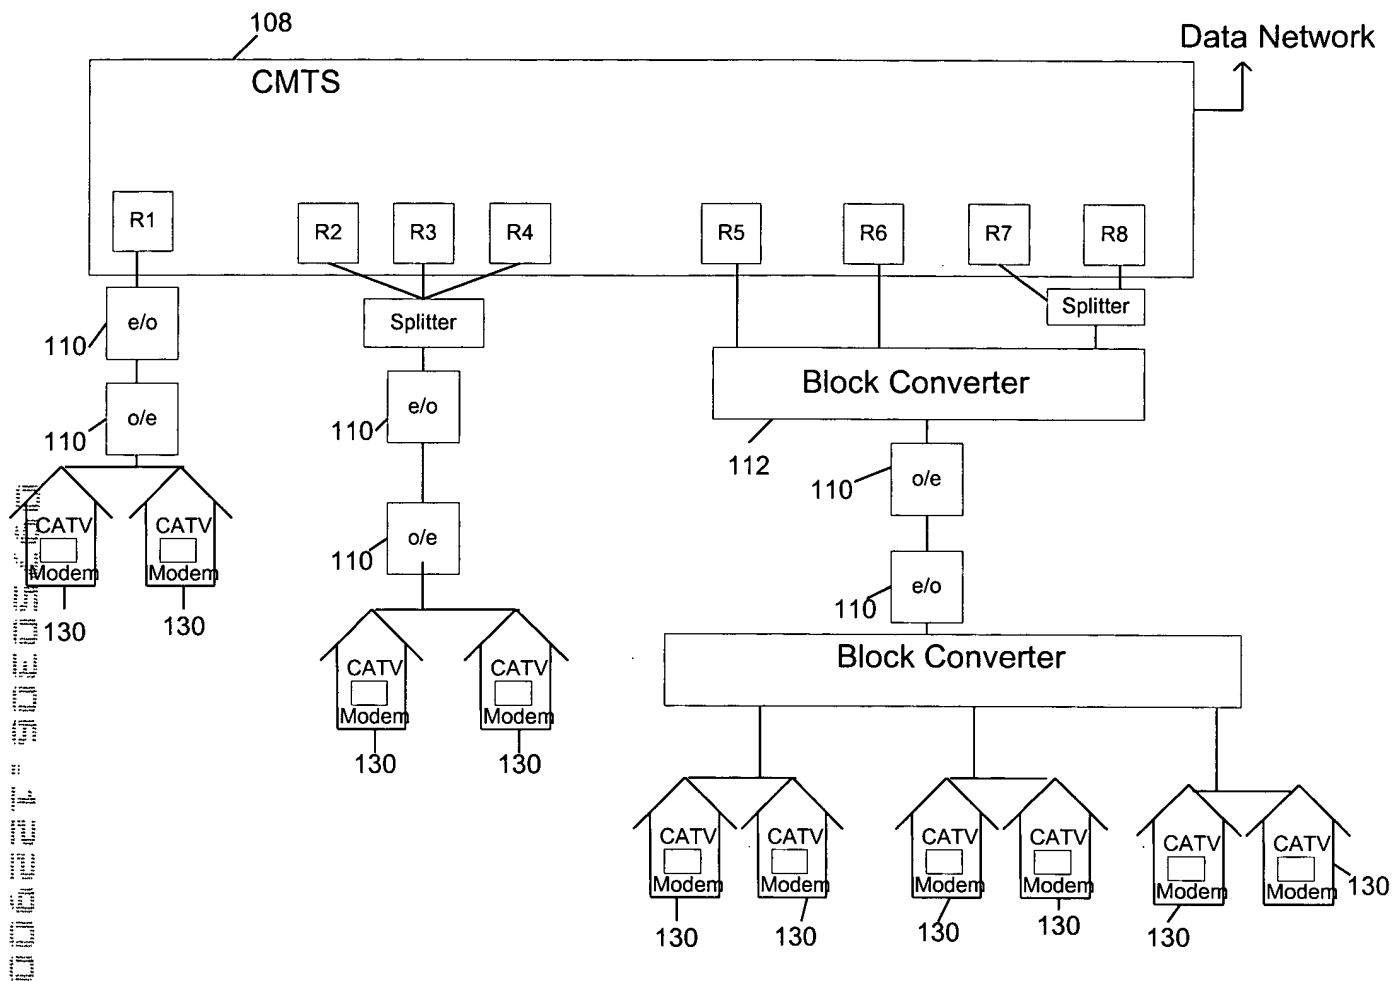 108
Data Network
CMTS
R1
R2
R3
R4
R5
R6
R7
R8
Splitter
Splitter
e/o
110
o/e
110
e/o
110
o/e
110
Block Converter
112
o/e
110
e/o
110
Block Converter
CATV
Modem
130
CATV
Modem
130
CATV
Modem
130
CATV
Modem
130
CATV
Modem
130
CATV
Modem
130
CATV
Modem
130
CATV
Modem
130
CATV
Modem
130
CATV
Modem
130